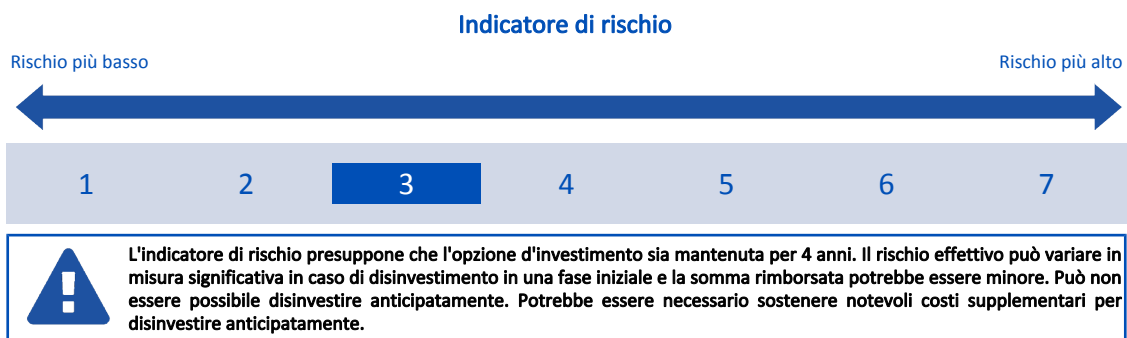 Indicatore di rischio
Rischio più basso
Rischio più alto
1 2 3 4 5 6 7
L'indicatore di rischio presuppone che l'opzione d'investimento sia mantenuta per 4 anni. Il rischio effettivo può variare in
misura significativa in caso di disinvestimento in una fase iniziale e la somma rimborsata potrebbe essere minore. Può non
essere possibile disinvestire anticipatamente. Potrebbe essere necessario sostenere notevoli costi supplementari per
disinvestire anticipatamente.